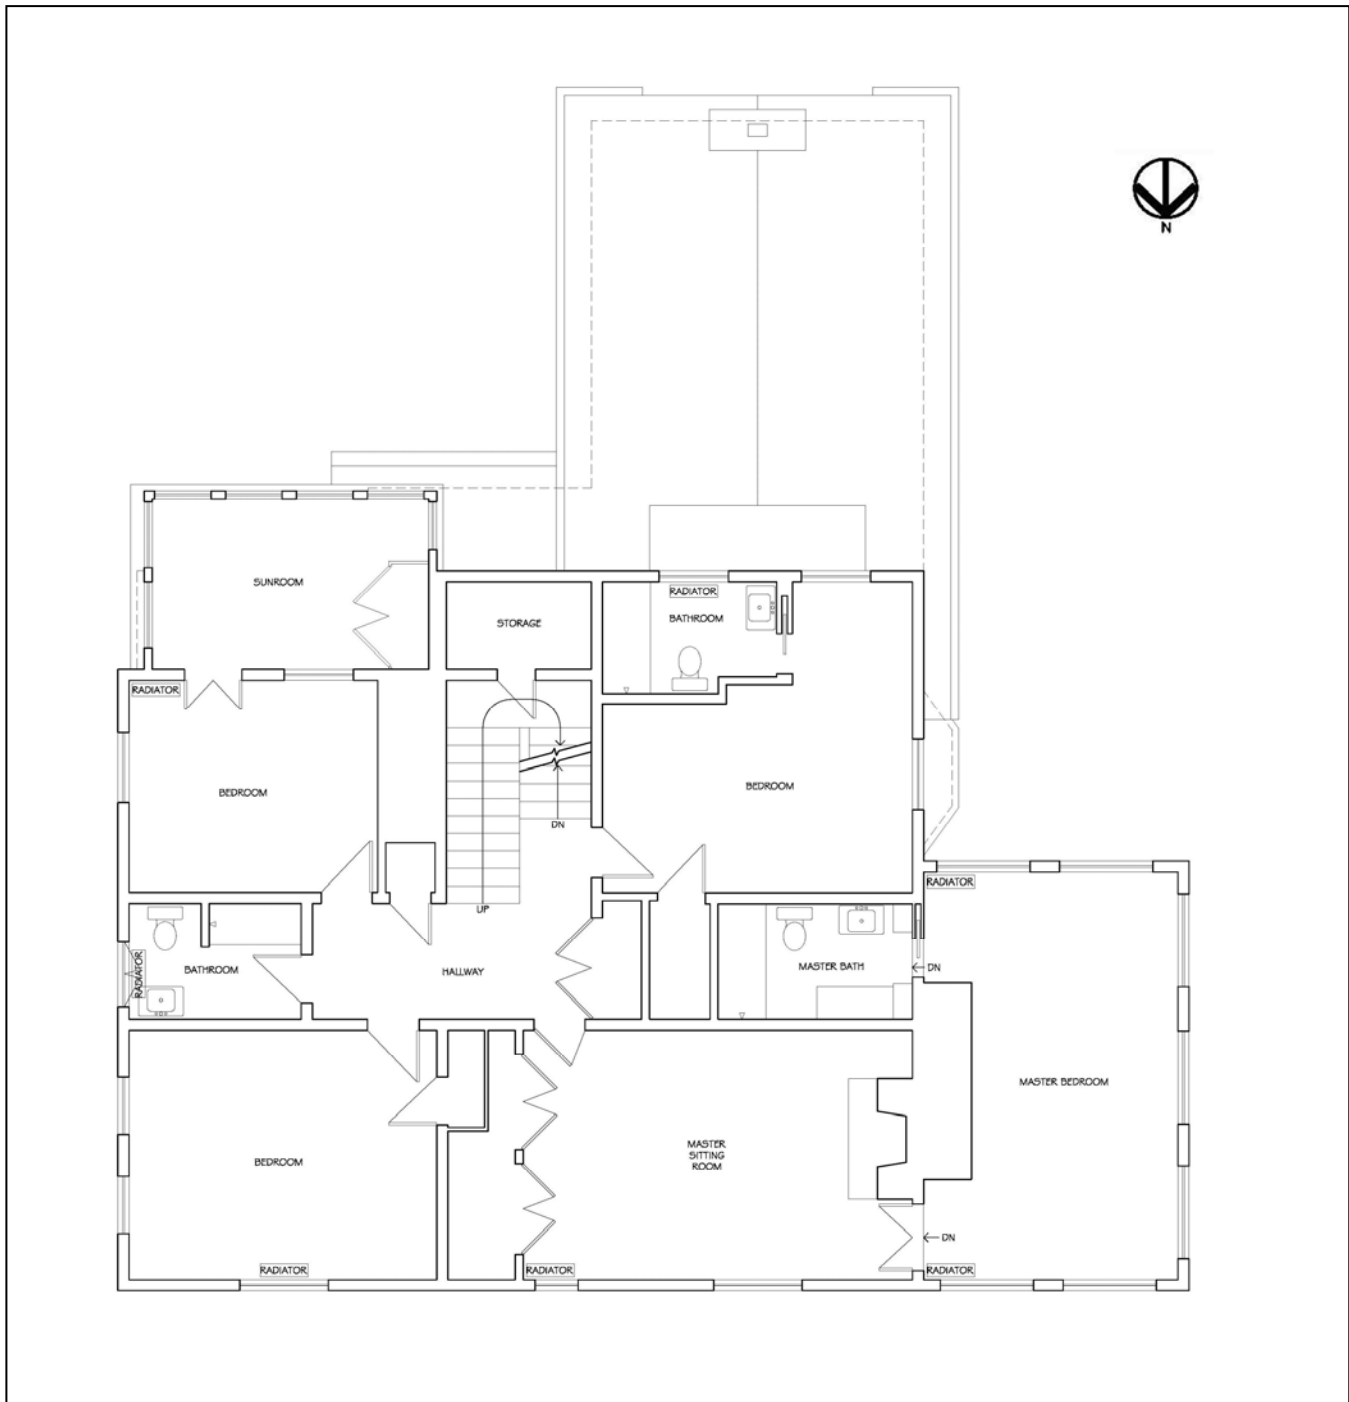 N
SUNROOM
RADIATOR
BATHROOM
STORAGE
RADIATOR
BEDROOM
BEDROOM
DN
RADIATOR
UP
BATHROOM
RADIATOR
HALLWAY
MASTER BATH
DN
MASTER BEDROOM
BEDROOM
MASTER
SITTING
ROOM
DN
RADIATOR
RADIATOR
RADIATOR